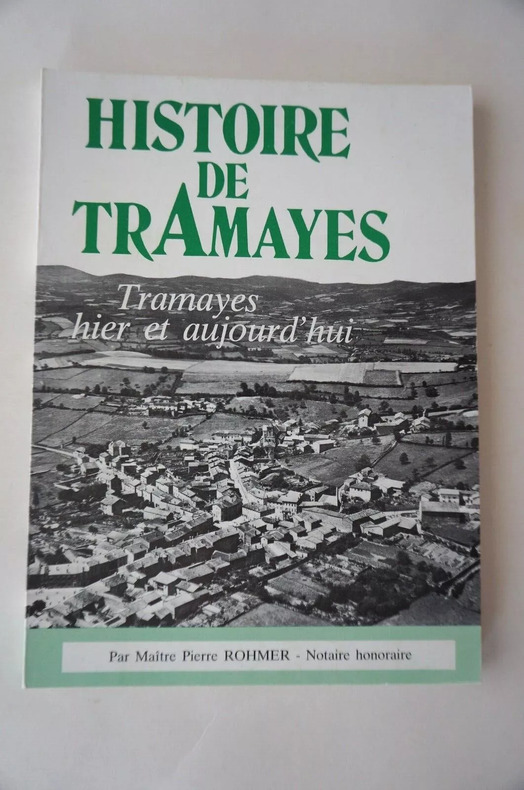 HISTOIRE
DE
TRAMAYES
Tramayes
hier et aujourd'hui
Par Maître Pierre ROHMER - Notaire honoraire